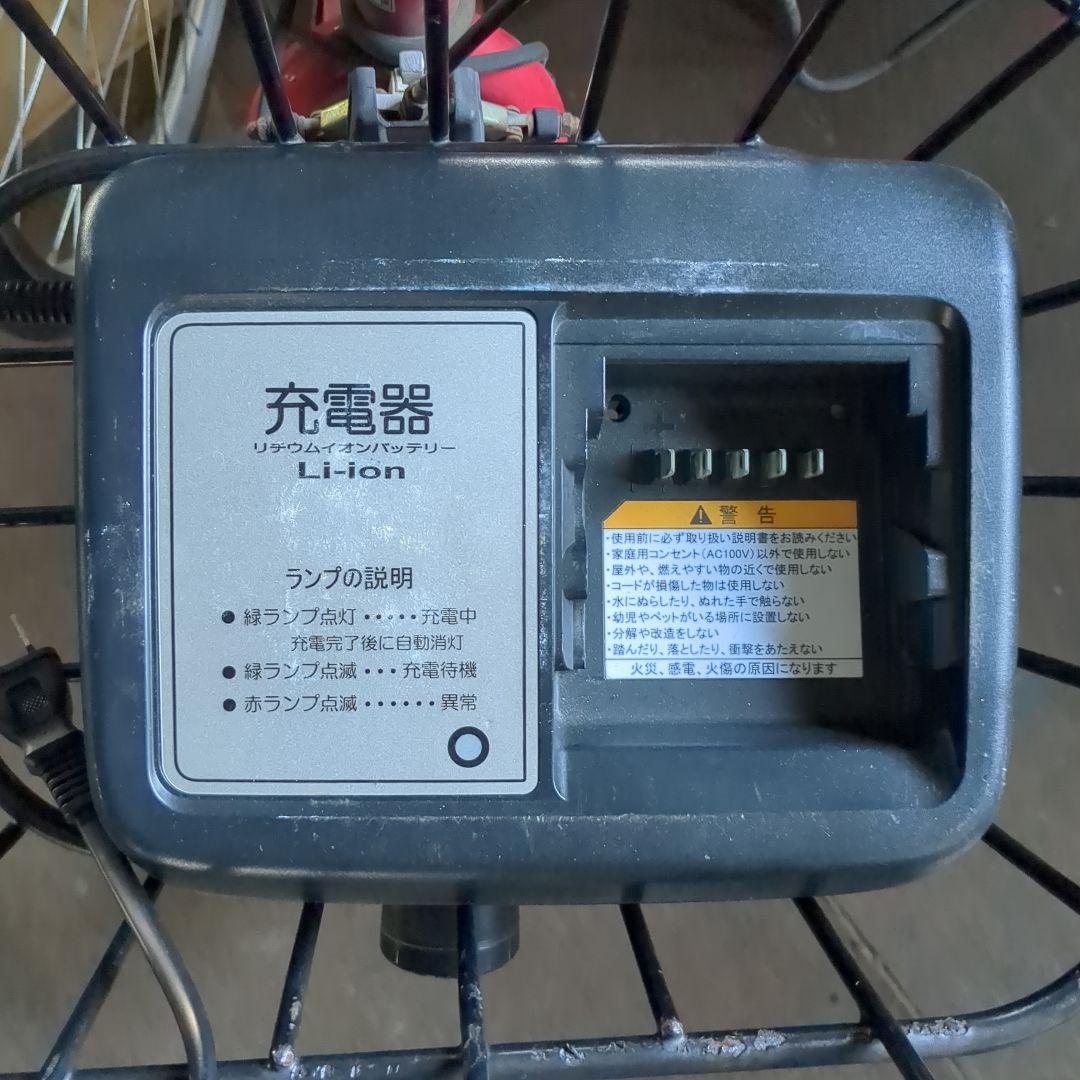 充電器
リチウムイオンバッテリー
Li-ion
ランプの説明
● 緑ランプ点灯・・・・・充電中
充電完了後に自動消灯
● 緑ランプ点滅・・・充電待機
● 赤ランプ点滅・・・・・・異常
+
警告
・使用前に必ず取り扱い説明書をお読みください
・家庭用コンセント(AC100V)以外で使用しない
・屋外や、燃えやすい物の近くで使用しない
・コードが損傷した物は使用しない
・水にぬらしたり、ぬれた手で触らない
・幼児やペットがいる場所に設置しない
・分解や改造をしない
・踏んだり、落としたり、衝撃をあたえない
火災、感電、火傷の原因になります